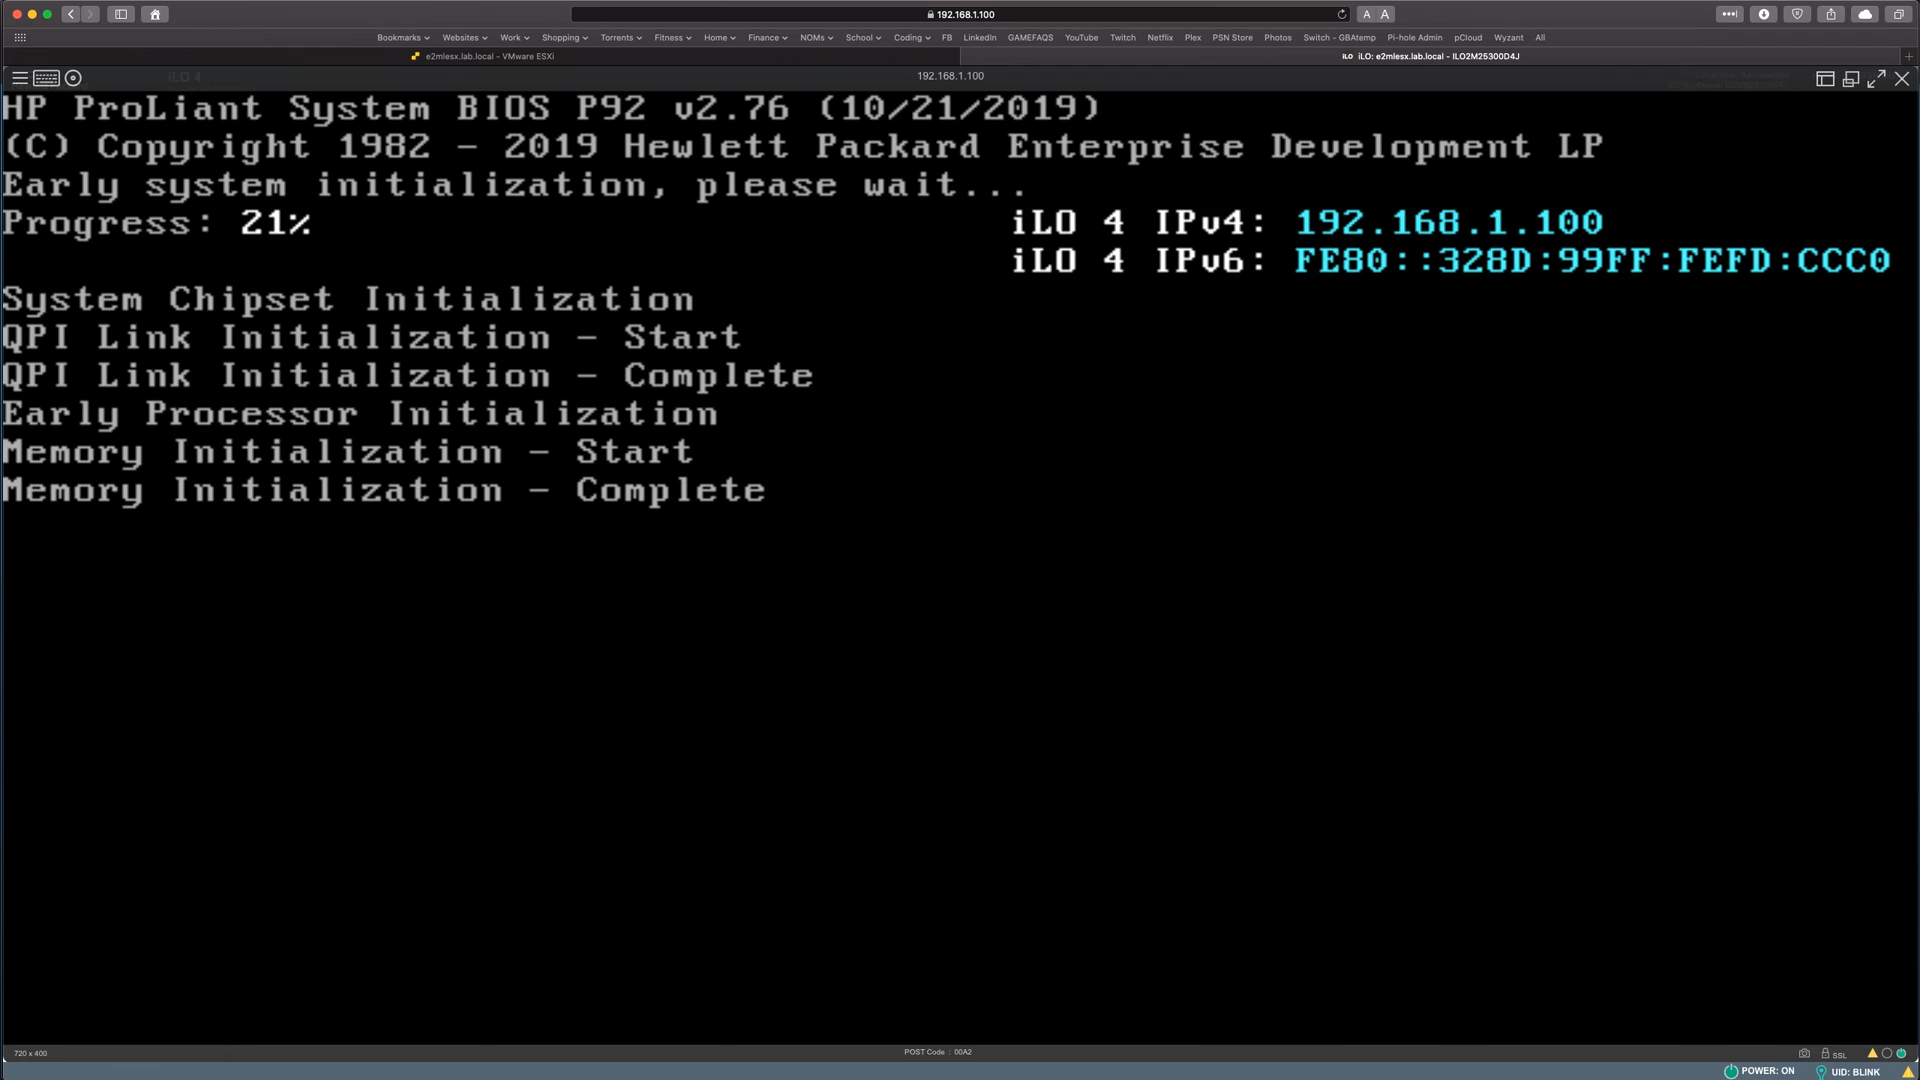 192.168.1.100
A A
Bookmarks Websites Work Shopping Torrents Fitness Home Finance NOMs School Coding FB LinkedIn GAMEFAQS YouTube Twitch Netflix Plex PSN Store Photos Switch - GBAtemp Pi-hole Admin pCloud Wyzant All
e2mlesx.lab.local - VMware ESXi
iLO iLO: e2mlesx.lab.local - ILO2M25300D4J
iLO 4
192.168.1.100
HP ProLiant System BIOS P92 v2.76 (10/21/2019)
(C) Copyright 1982 - 2019 Hewlett Packard Enterprise Development LP
Early system initialization, please wait...
Progress: 21% iLO 4 IPv4: 192.168.1.100
iLO 4 IPv6: FE80::328D:99FF:FEFD:CCC0
System Chipset Initialization
QPI Link Initialization - Start
QPI Link Initialization - Complete
Early Processor Initialization
Memory Initialization - Start
Memory Initialization - Complete
720 x 400
POST Code : 00A2
SSL
POWER: ON
UID: BLINK